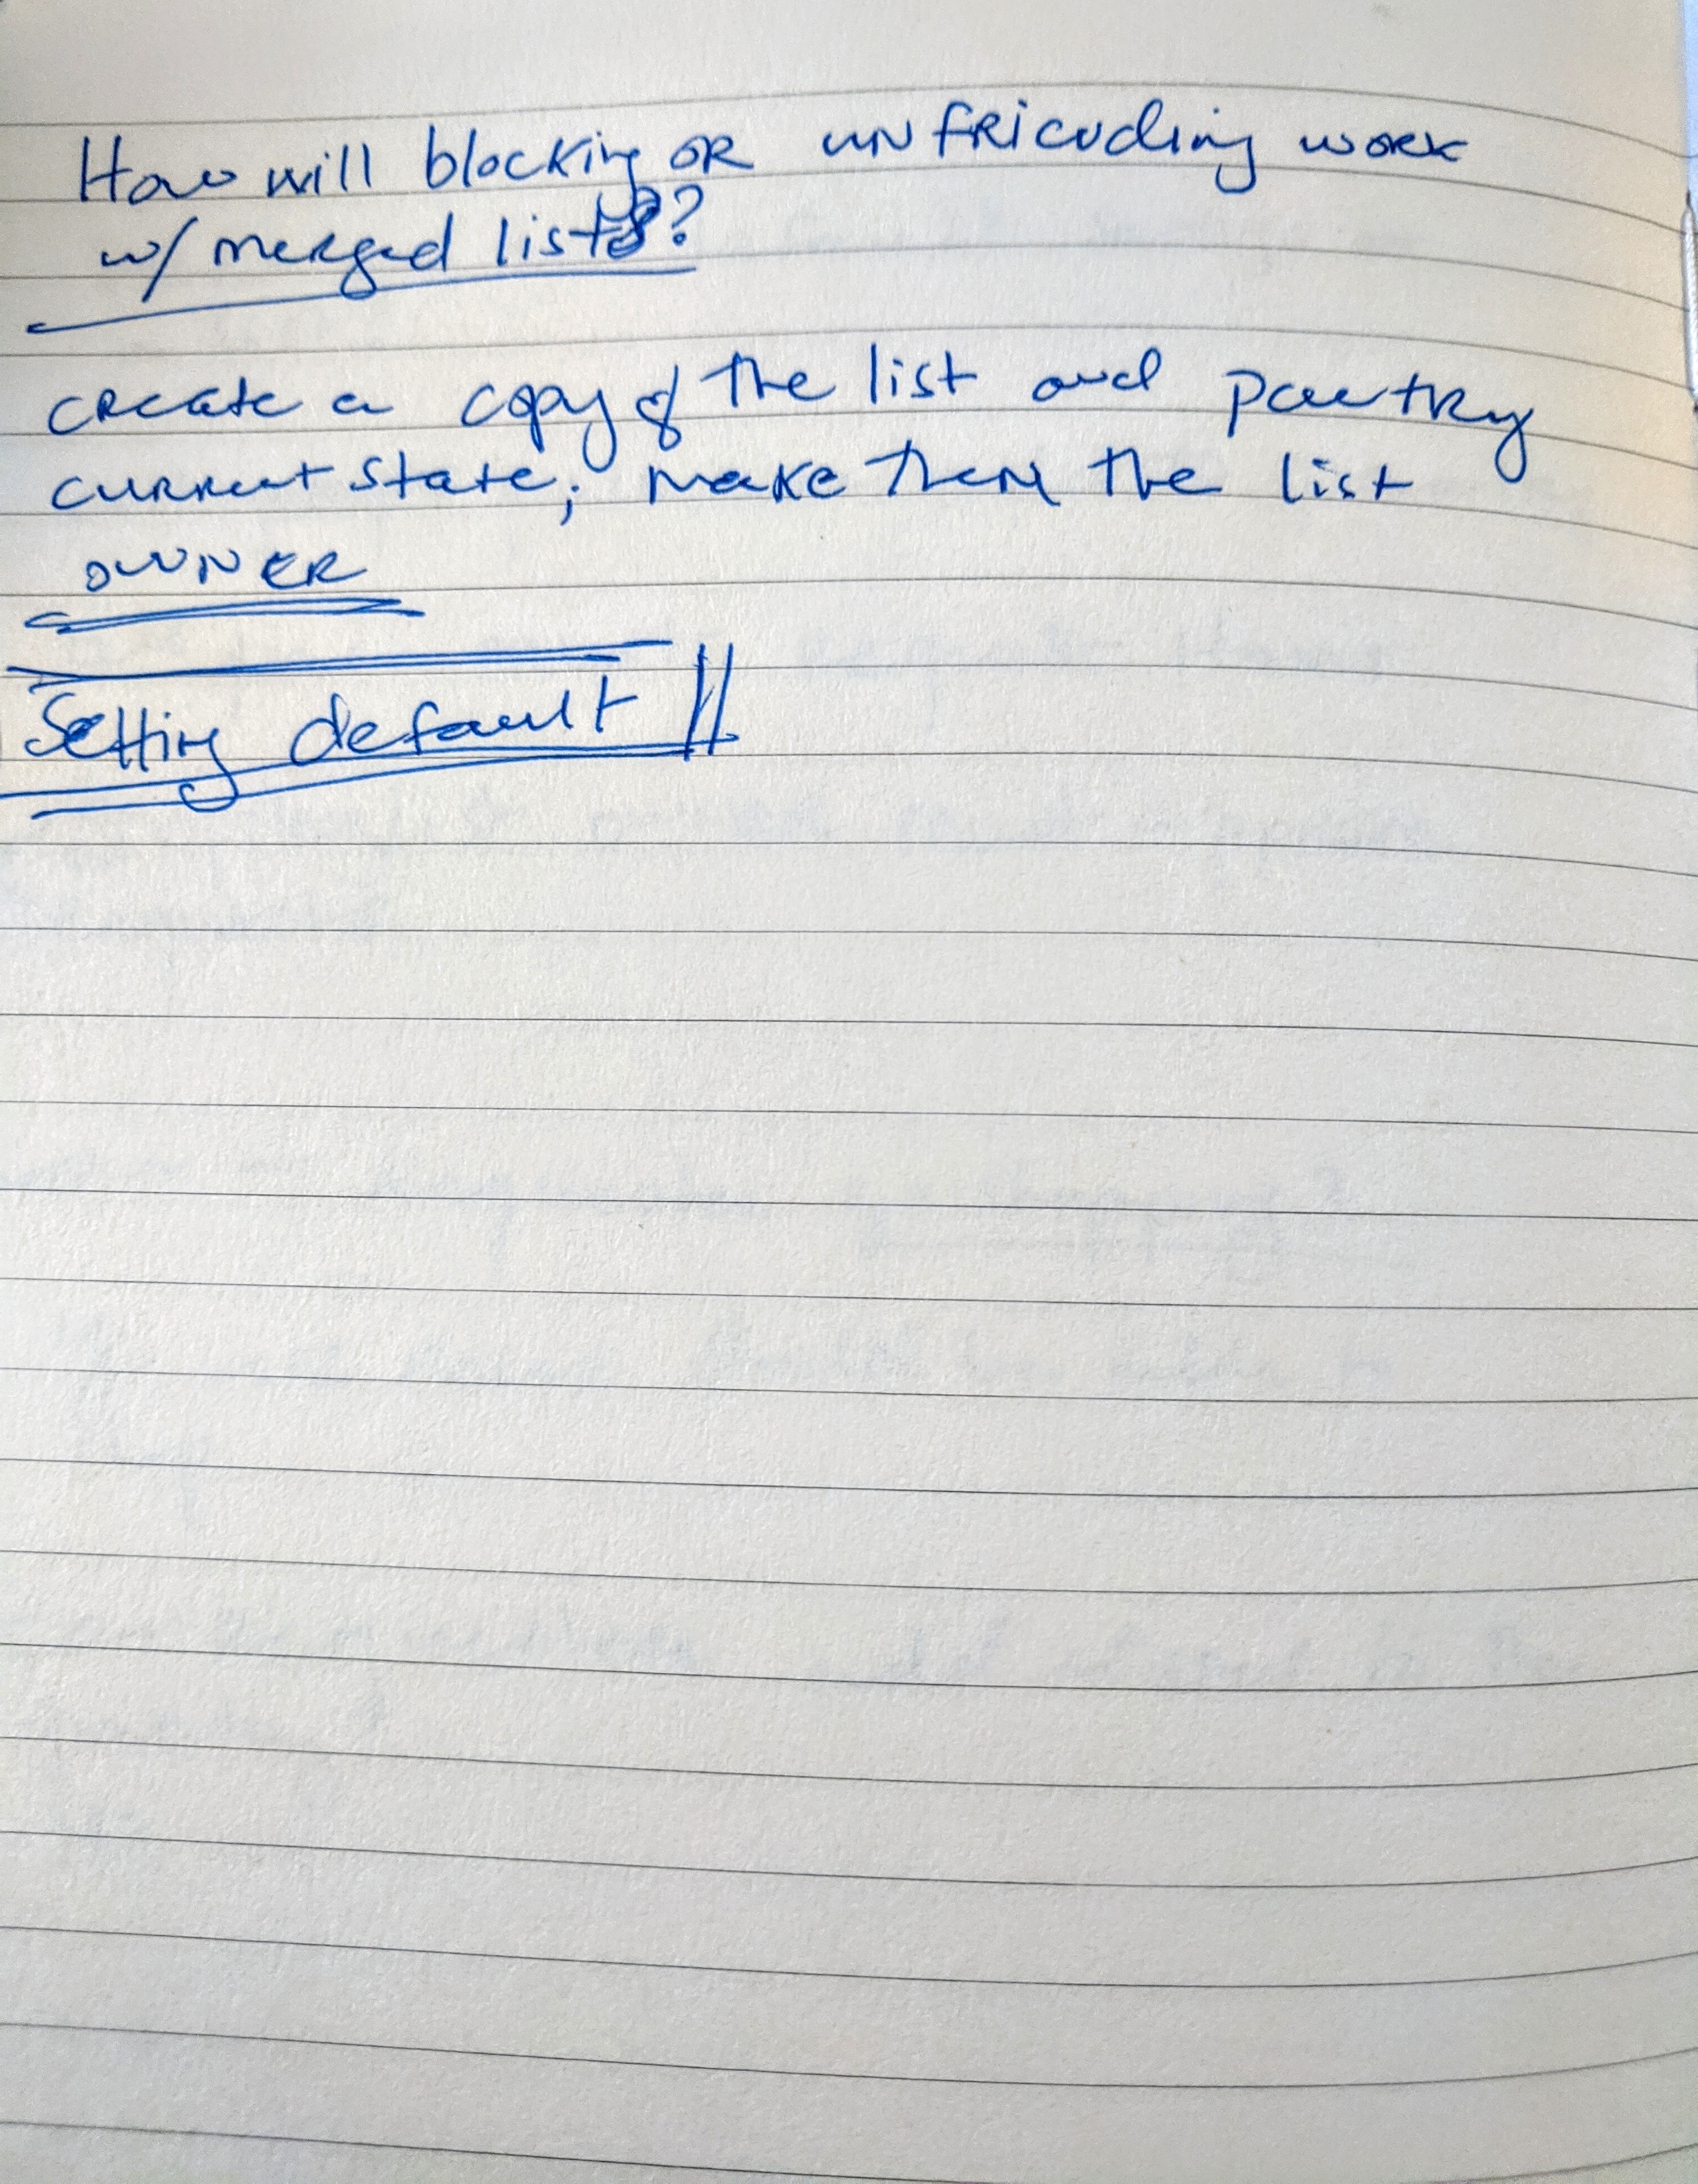 How will blocking OR unfriending work
w/ merged lists?
create a copy of the list and pantry
current state; make them the list
OWNER
Setting default